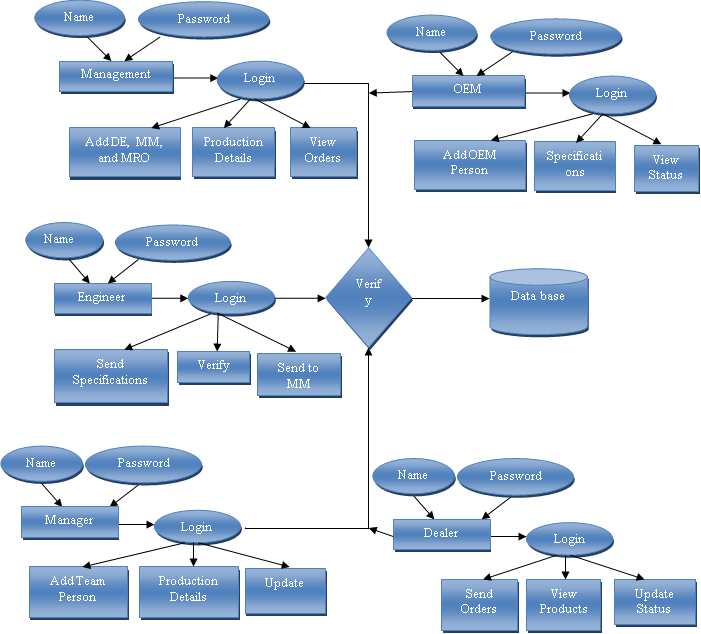 Name
Password
Management
Login
Add DE, MM,
and MRO
Production
Details
View
Orders
Name
Password
OEM
Login
Add OEM
Person
Specificati
ons
View
Status
Name
Password
Engineer
Login
Send
Specifications
Verify
Send to
MM
Verif
y
Data base
Name
Password
Manager
Login
Add Team
Person
Production
Details
Update
Name
Password
Dealer
Login
Send
Orders
View
Products
Update
Status